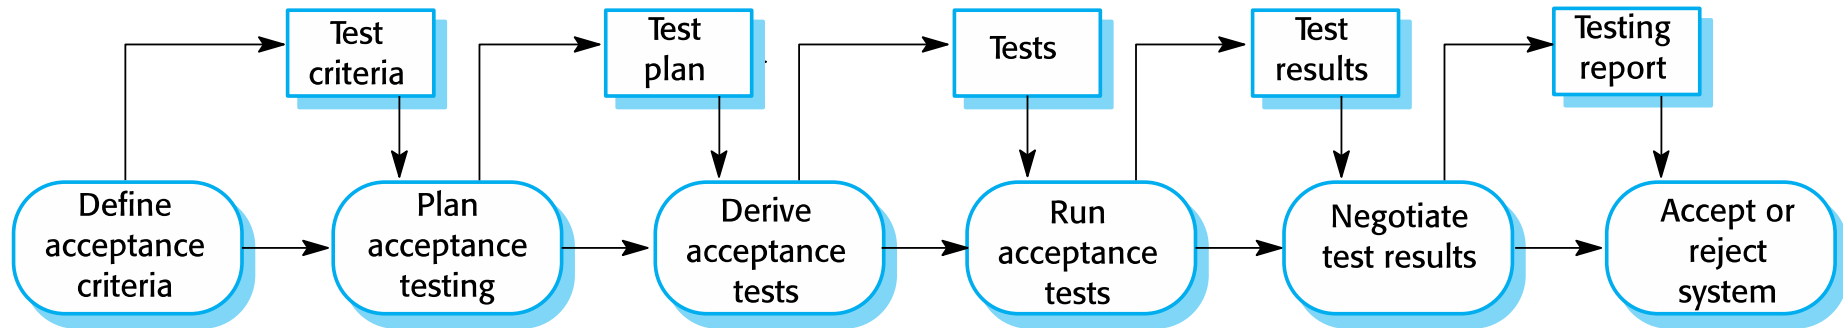 Test
criteria
Test
plan
Tests
Test
results
Testing
report
Define
acceptance
criteria
Plan
acceptance
testing
Derive
acceptance
tests
Run
acceptance
tests
Negotiate
test results
Accept or
reject
system